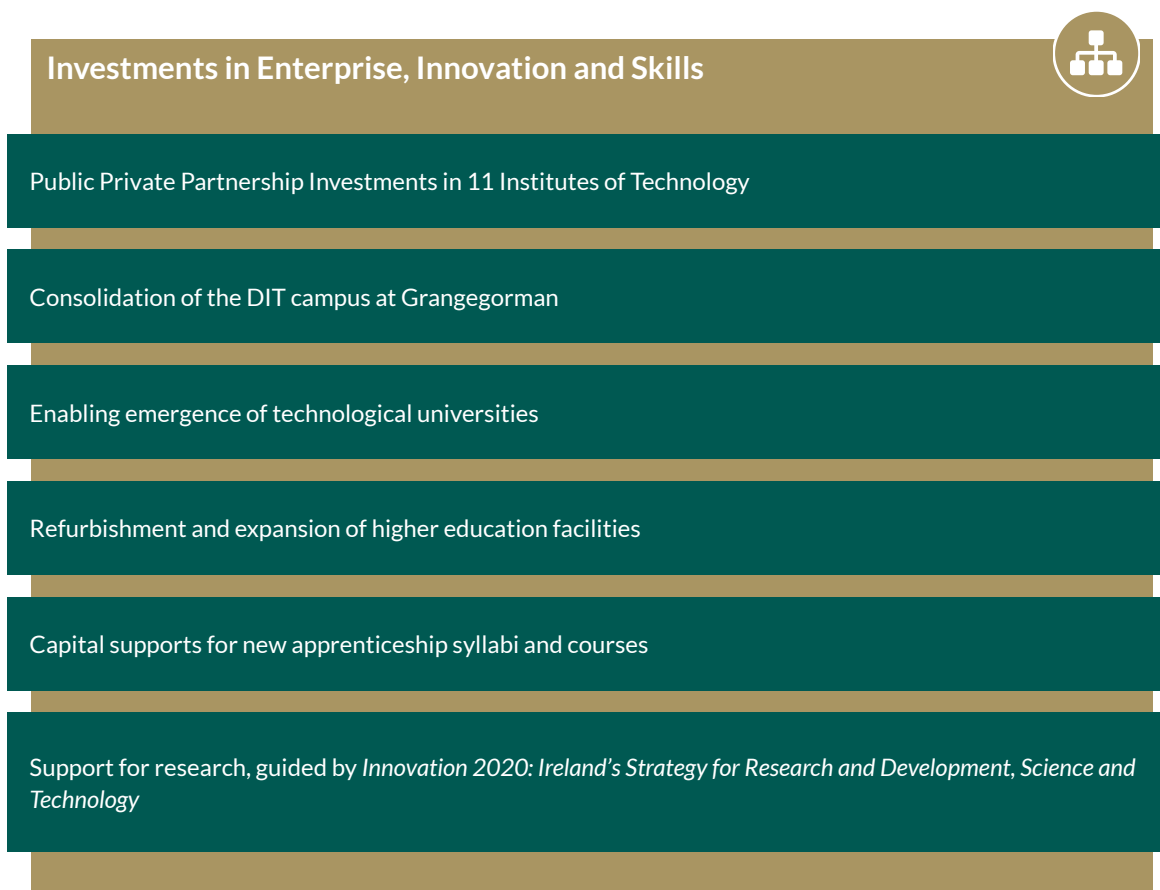 Investments in Enterprise, Innovation and Skills
Public Private Partnership Investments in 11 Institutes of Technology
Consolidation of the DIT campus at Grangegorman
Enabling emergence of technological universities
Refurbishment and expansion of higher education facilities
Capital supports for new apprenticeship syllabi and courses
Support for research, guided by Innovation 2020: Ireland’s Strategy for Research and Development, Science and
Technology